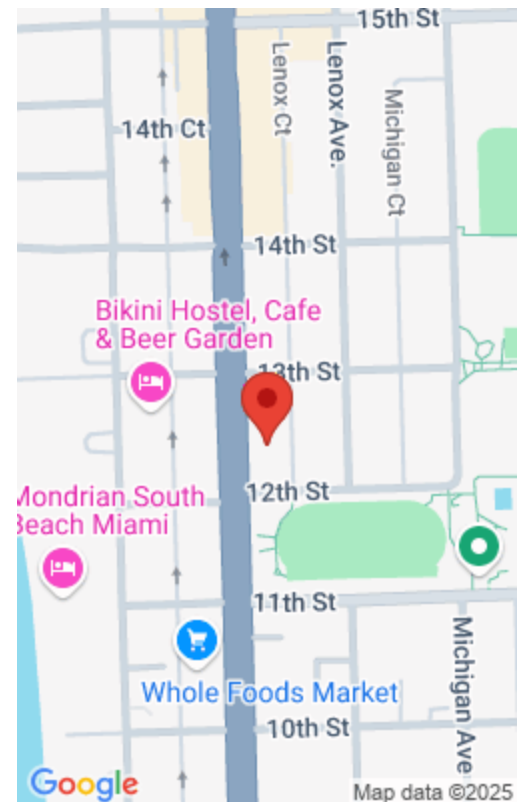 15th St
Lenox Ct
Lenox Ave.
Michigan Ct
14th Ct
14th St
Bikini Hostel, Cafe
& Beer Garden
13th St
12th St
Mondrian South
Beach Miami
11th St
Whole Foods Market
Michigan Ave
10th St
Google
Map data ©2025